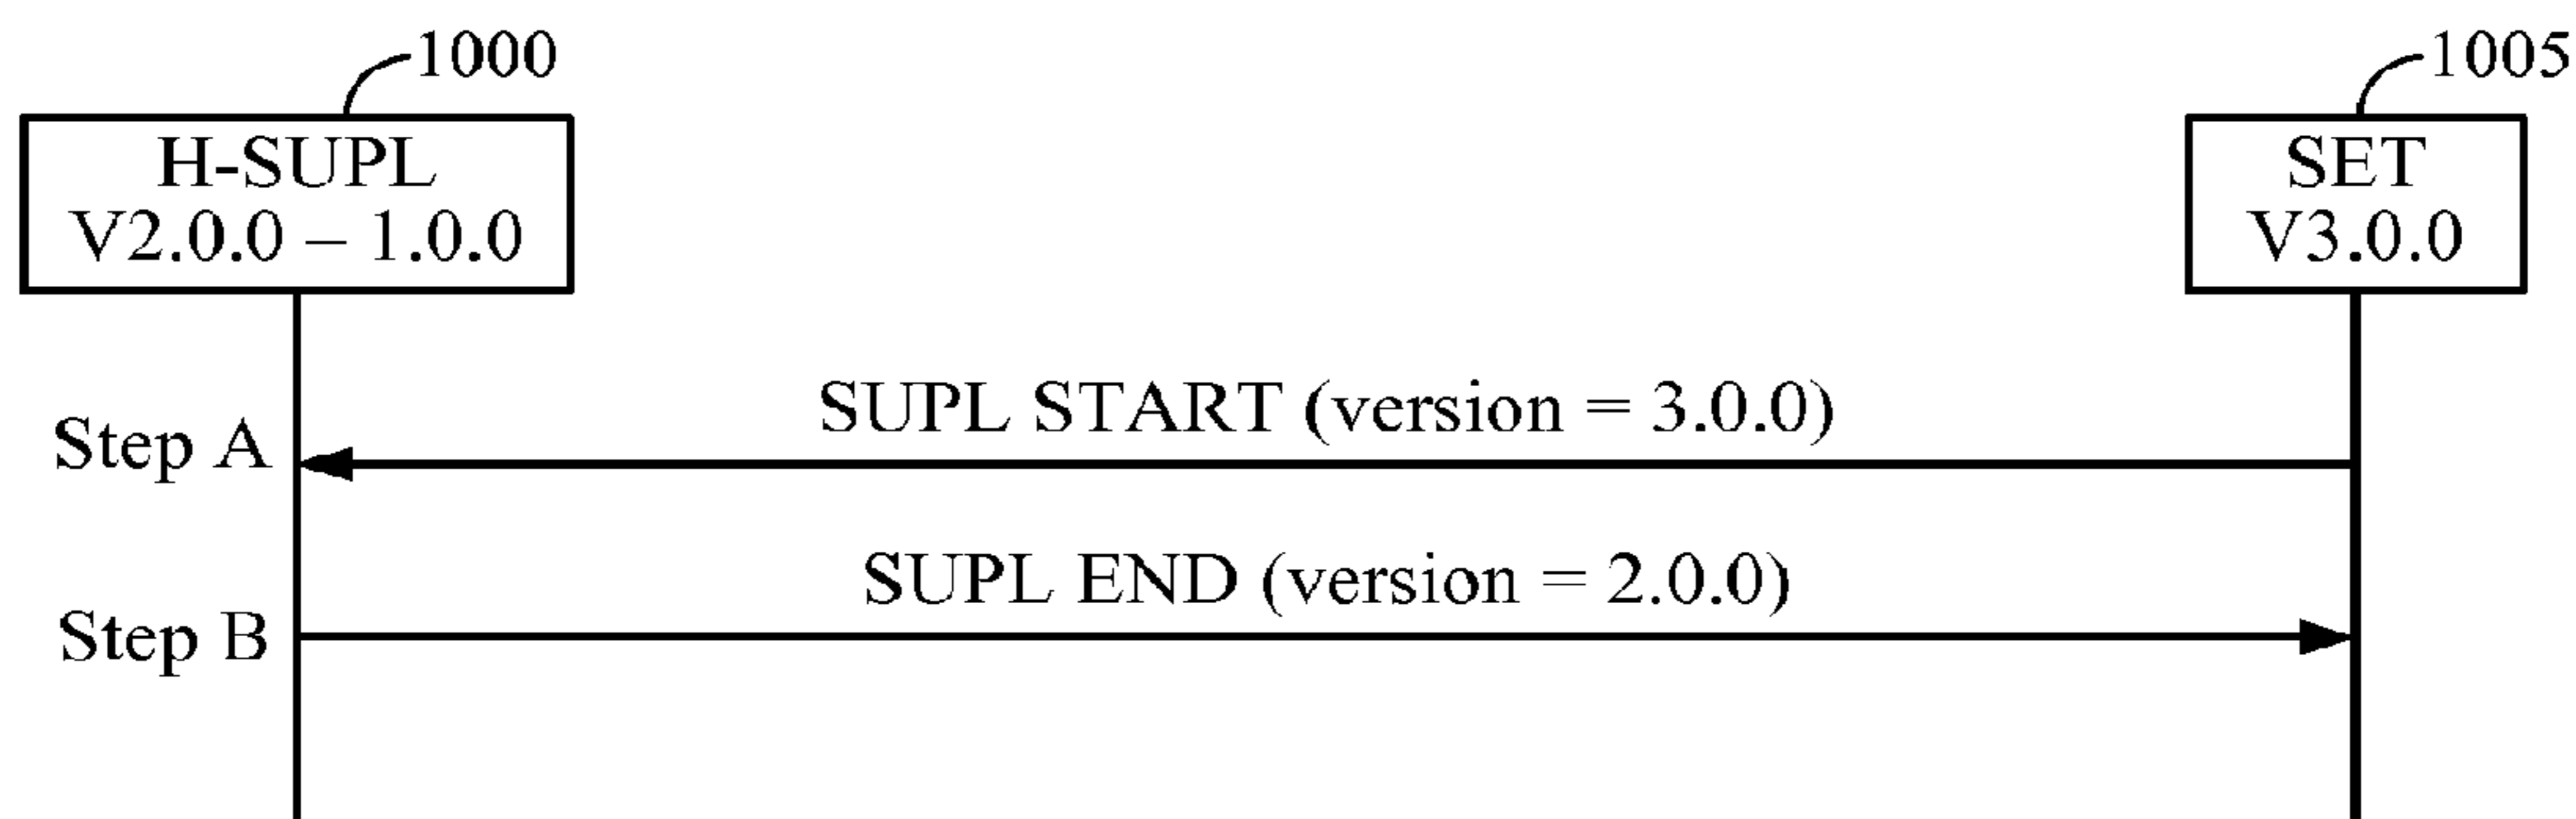 1000
1005
H-SUPL
V2.0.0 – 1.0.0
SET
V3.0.0
SUPL START (version = 3.0.0)
Step A
SUPL END (version = 2.0.0)
Step B